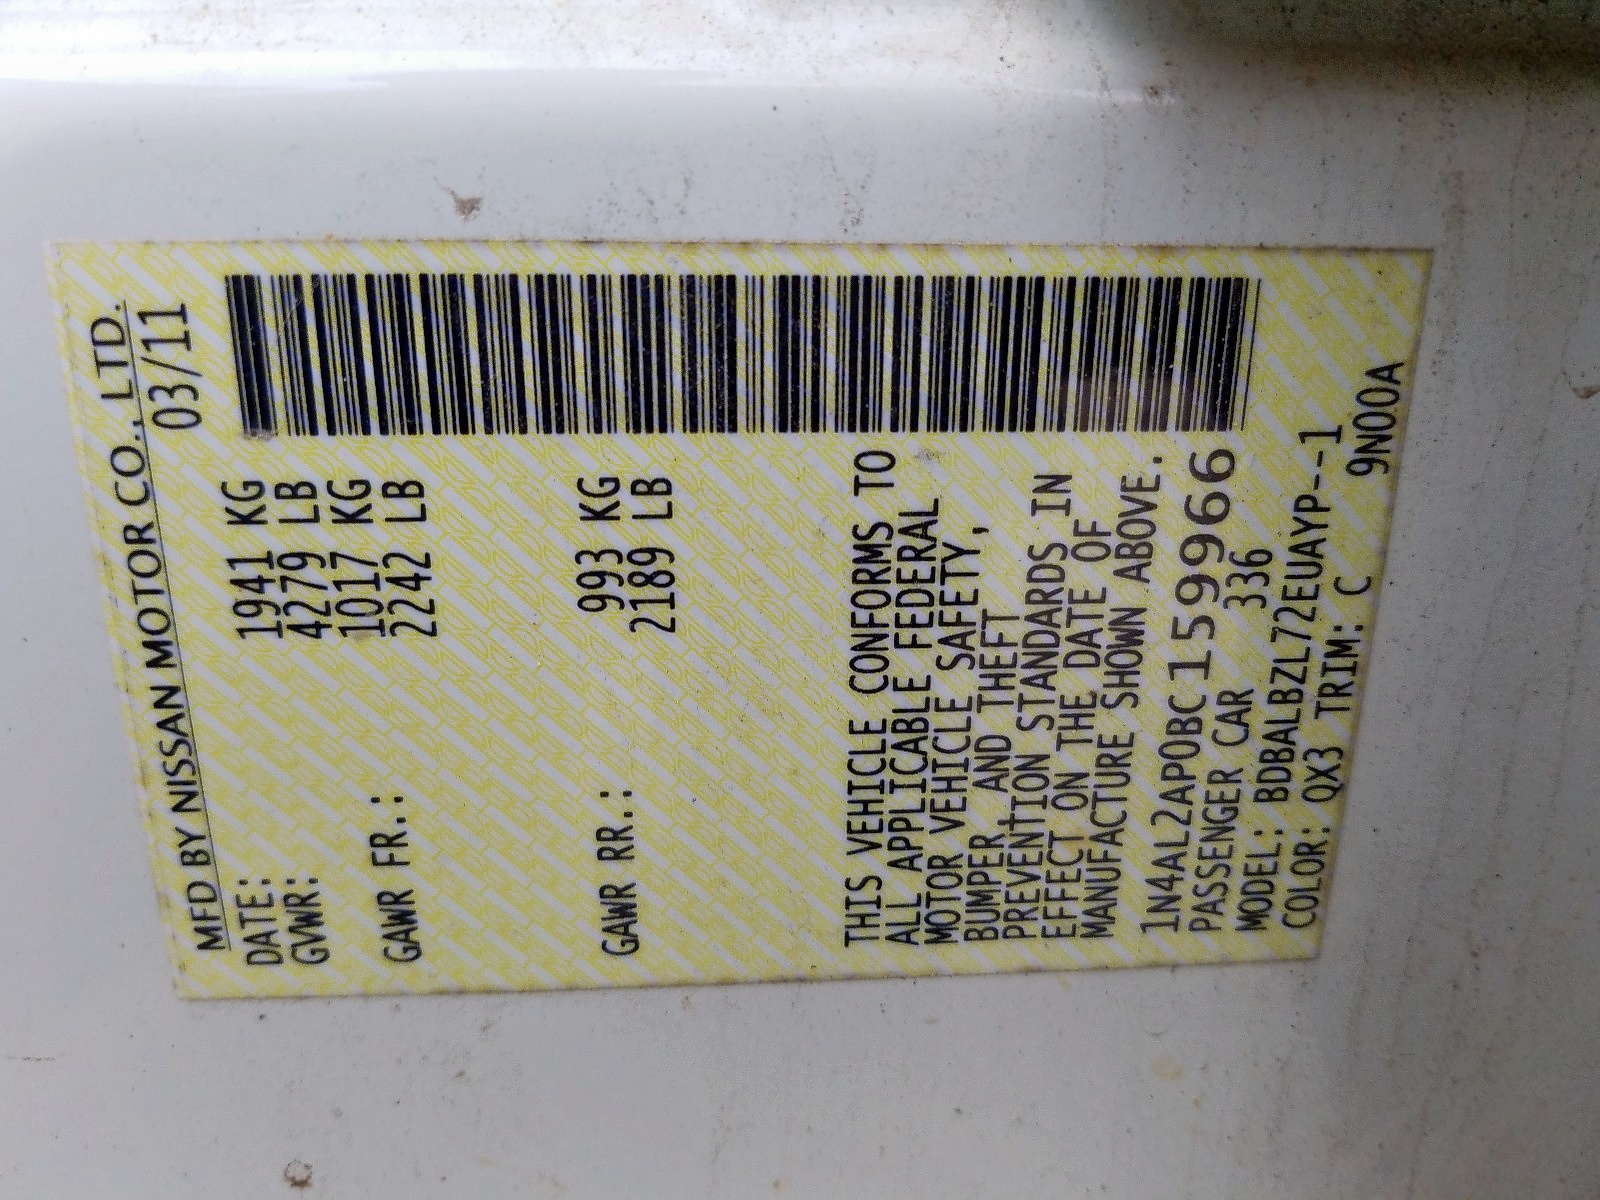 MFD BY NISSAN MOTOR CO., LTD.
DATE: 03/11
GVWR: 1941 KG
4279 LB
GAWR FR.: 1017 KG
2242 LB
GAWR RR.: 993 KG
2189 LB
THIS VEHICLE CONFORMS TO
ALL APPLICABLE FEDERAL
MOTOR VEHICLE SAFETY,
BUMPER, AND THEFT
PREVENTION STANDARDS IN
EFFECT ON THE DATE OF
MANUFACTURE SHOWN ABOVE.
1N4AL2AP0BC159966
PASSENGER CAR 336
MODEL: BDBALBZL72EUAYP--1
COLOR: QX3 TRIM: C 9N00A